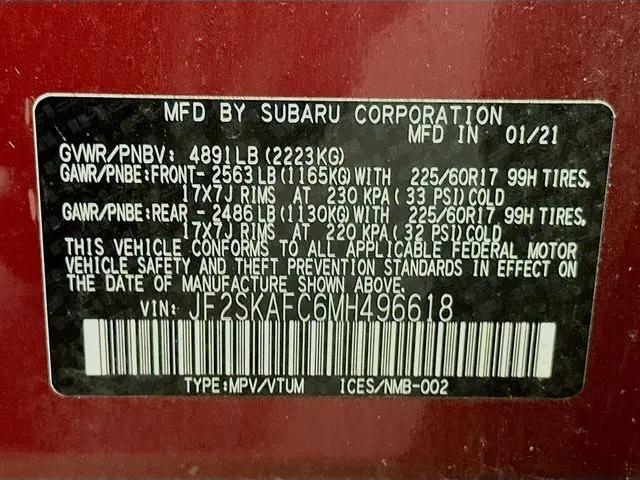 MFD BY SUBARU CORPORATION
MFD IN 01/21
GVWR/PNBV: 4891LB(2223KG)
GAWR/PNBE:FRONT- 2563LB(1165KG)WITH 225/60R17 99H TIRES,
17X7J RIMS AT 230 KPA(33 PSI)COLD
GAWR/PNBE:REAR - 2486LB(1130KG)WITH 225/60R17 99H TIRES,
17X7J RIMS AT 220 KPA(32 PSI)COLD
THIS VEHICLE CONFORMS TO ALL APPLICABLE FEDERAL MOTOR
VEHICLE SAFETY AND THEFT PREVENTION STANDARDS IN EFFECT ON
THE DATE OF MANUFACTURE SHOWN ABOVE.
VIN: JF2SKAFC6MH496618
TYPE:MPV/VTUM ICES/NMB-002